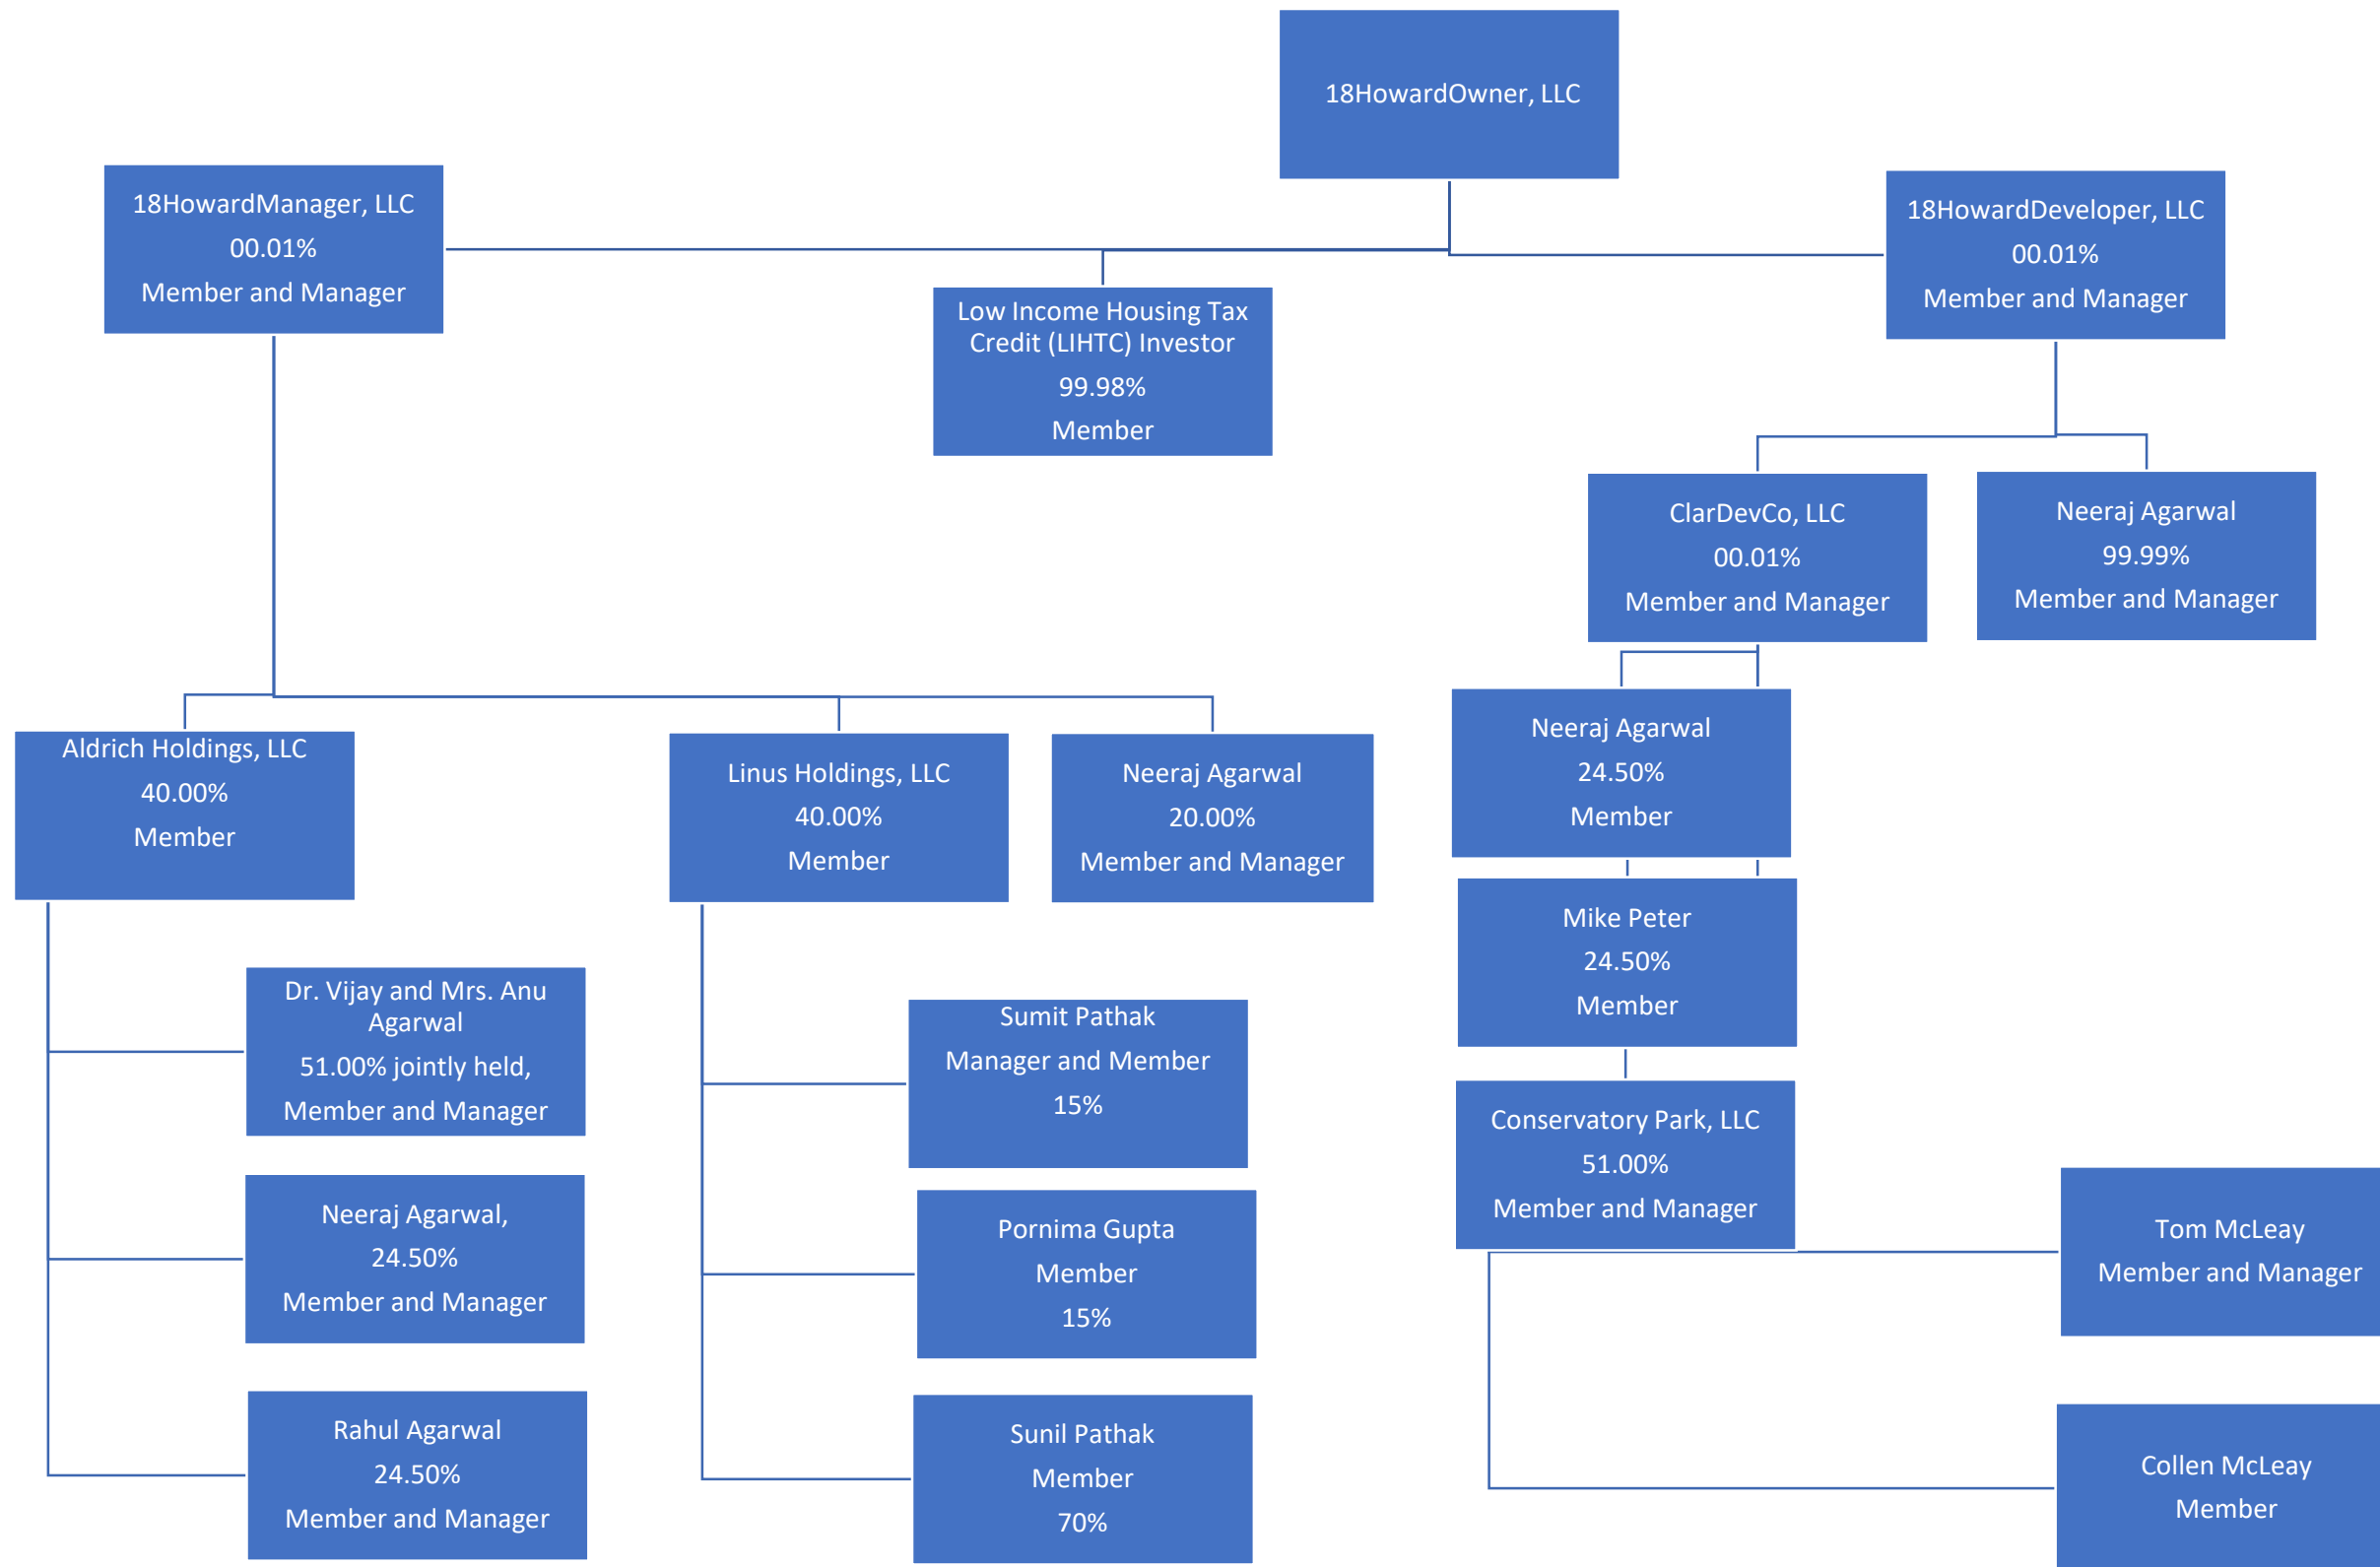 18HowardOwner, LLC
18HowardManager, LLC
00.01%
Member and Manager
18HowardDeveloper, LLC
00.01%
Member and Manager
Low Income Housing Tax
Credit (LIHTC) Investor
99.98%
Member
ClarDevCo, LLC
00.01%
Member and Manager
Neeraj Agarwal
99.99%
Member and Manager
Aldrich Holdings, LLC
40.00%
Member
Linus Holdings, LLC
40.00%
Member
Neeraj Agarwal
20.00%
Member and Manager
Neeraj Agarwal
24.50%
Member
Mike Peter
24.50%
Member
Conservatory Park, LLC
51.00%
Member and Manager
Dr. Vijay and Mrs. Anu
Agarwal
51.00% jointly held,
Member and Manager
Neeraj Agarwal,
24.50%
Member and Manager
Rahul Agarwal
24.50%
Member and Manager
Sumit Pathak
Manager and Member
15%
Pornima Gupta
Member
15%
Sunil Pathak
Member
70%
Tom McLeay
Member and Manager
Collen McLeay
Member